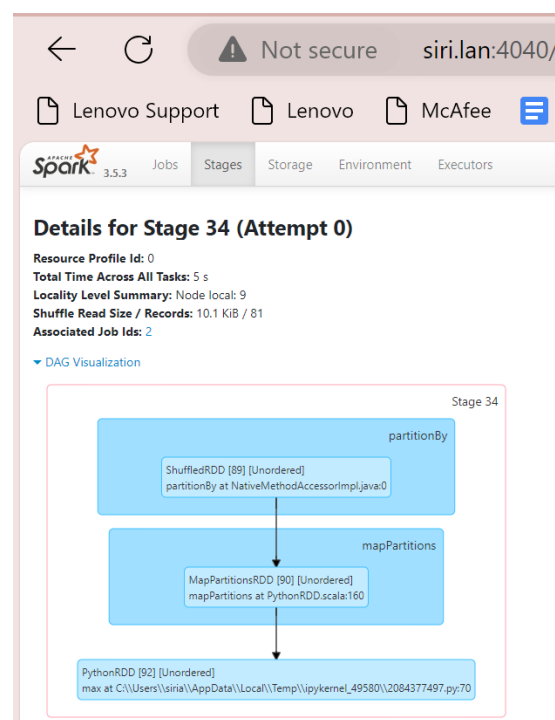 Not secure siri.lan:4040/
Lenovo Support Lenovo McAfee
APACHE Spark 3.5.3 Jobs Stages Storage Environment Executors
Details for Stage 34 (Attempt 0)
Resource Profile Id: 0
Total Time Across All Tasks: 5 s
Locality Level Summary: Node local: 9
Shuffle Read Size / Records: 10.1 KiB / 81
Associated Job Ids: 2
DAG Visualization
Stage 34
partitionBy
ShuffledRDD [89] [Unordered]
partitionBy at NativeMethodAccessorImpl.java:0
mapPartitions
MapPartitionsRDD [90] [Unordered]
mapPartitions at PythonRDD.scala:160
PythonRDD [92] [Unordered]
max at C:\\Users\\siria\\AppData\\Local\\Temp\\ipykernel_49580\\2084377497.py:70